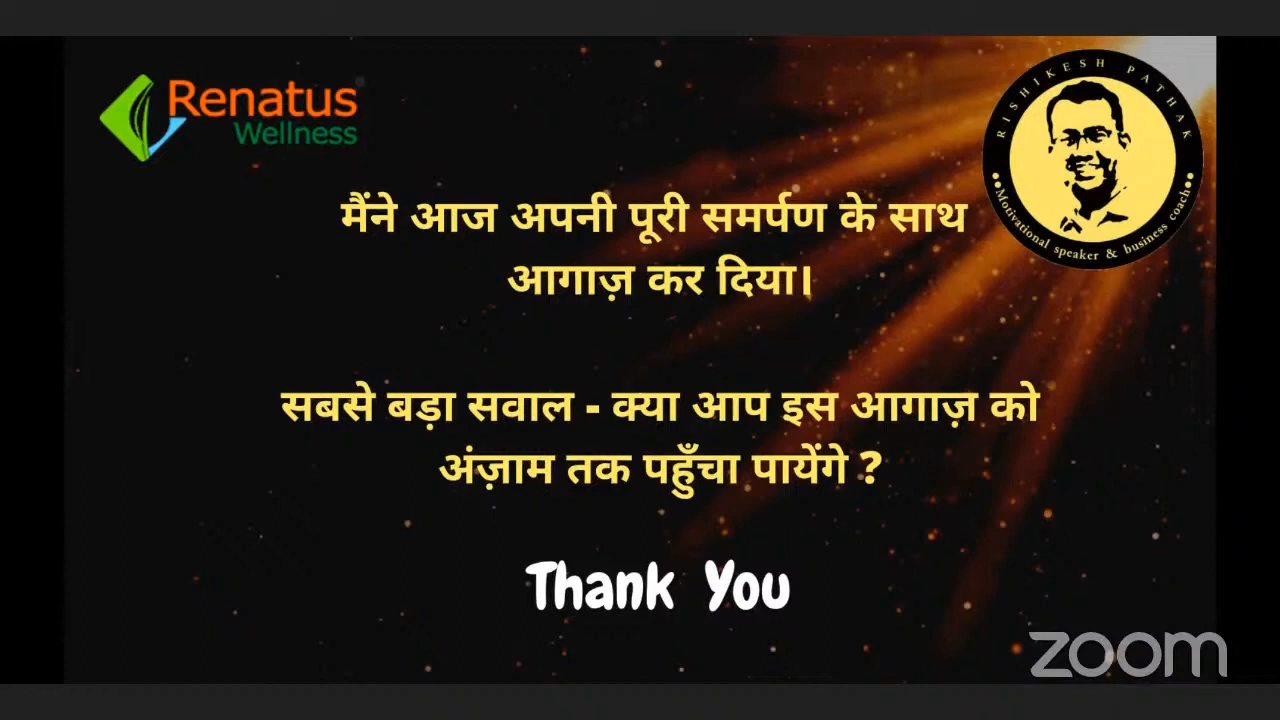 Renatus
Wellness
RISHIKESH PATHAK
Motivational speaker & business coach
मैंने आज अपनी पूरी समर्पण के साथ
आगाज़ कर दिया।
सबसे बड़ा सवाल - क्या आप इस आगाज़ को
अंज़ाम तक पहुँचा पायेंगे ?
Thank You
zoom